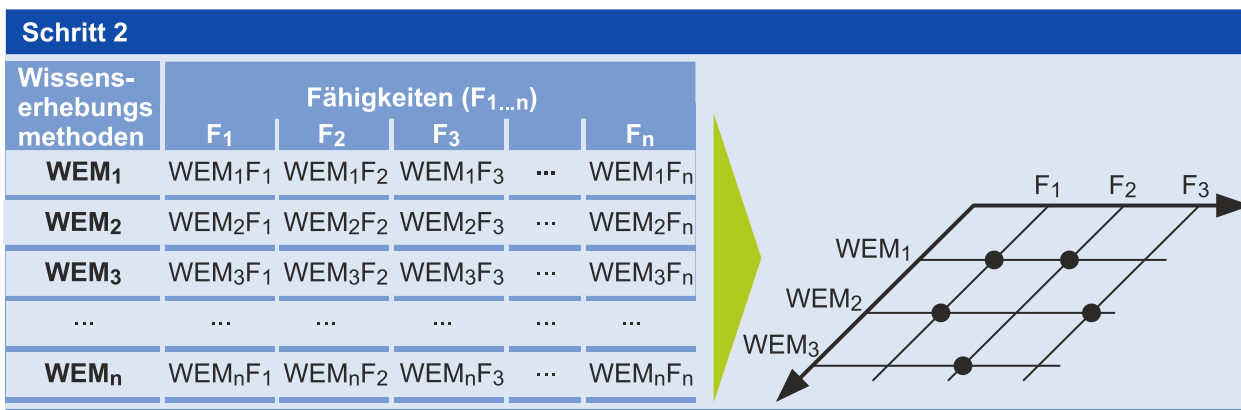 Schritt 2
Wissens-
erhebungs
methoden
Fähigkeiten (F1...n)
F1 F2 F3 Fn
WEM1 WEM1F1 WEM1F2 WEM1F3 ... WEM1Fn
WEM2 WEM2F1 WEM2F2 WEM2F3 ... WEM2Fn
WEM3 WEM3F1 WEM3F2 WEM3F3 ... WEM3Fn
... ... ... ... ... ...
WEMn WEMnF1 WEMnF2 WEMnF3 ... WEMnFn
F1 F2 F3
WEM1
WEM2
WEM3